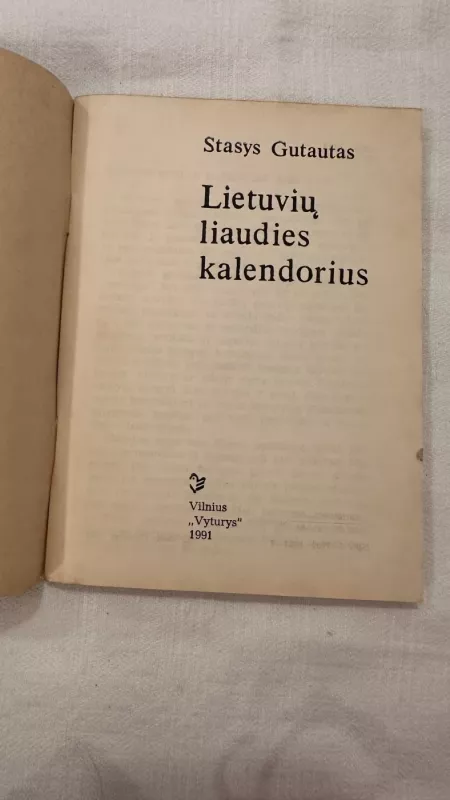 Stasys Gutautas
Lietuvių
liaudies
kalendorius
Vilnius
„Vyturys"
1991